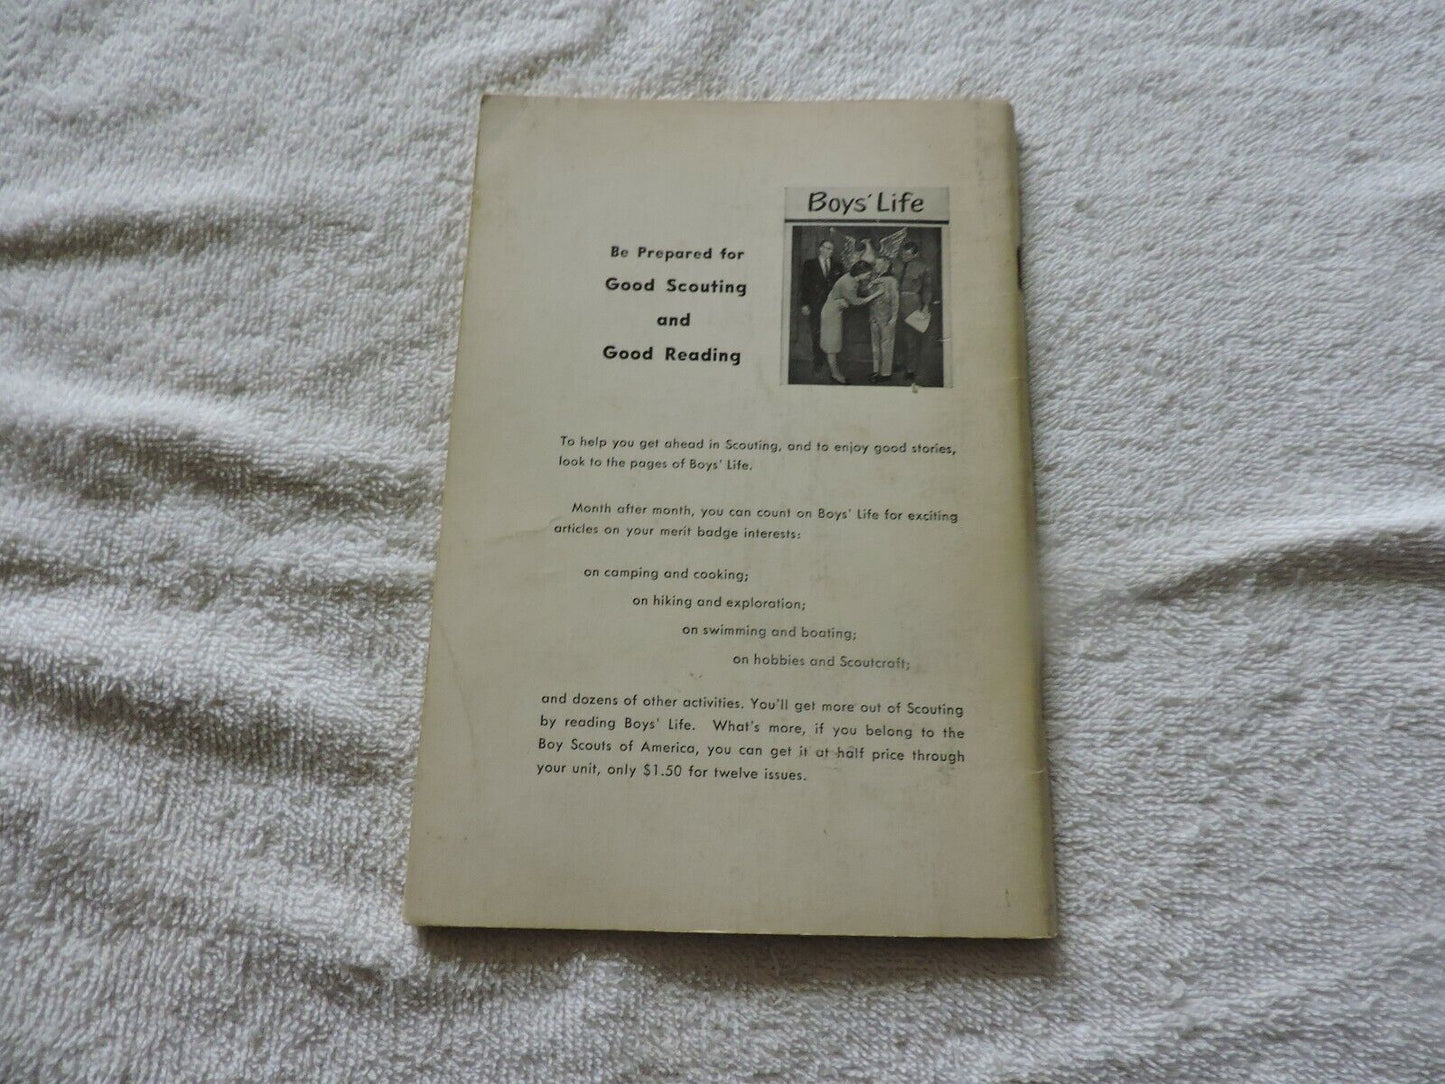 Boys' Life
Be Prepared for
Good Scouting
and
Good Reading
To help you get ahead in Scouting, and to enjoy good stories,
look to the pages of Boys' Life.
Month after month, you can count on Boys' Life for exciting
articles on your merit badge interests:
on camping and cooking;
on hiking and exploration;
on swimming and boating;
on hobbies and Scoutcraft;
and dozens of other activities. You'll get more out of Scouting
by reading Boys' Life. What's more, if you belong to the
Boy Scouts of America, you can get it at half price through
your unit, only $1.50 for twelve issues.